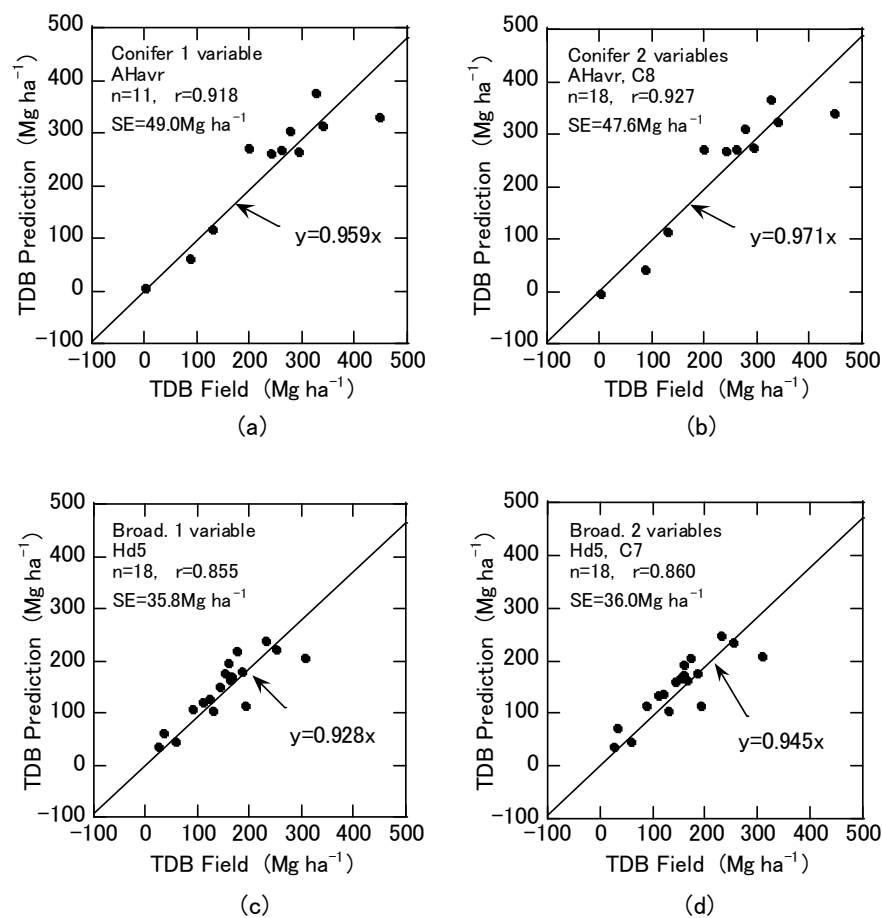 500
400
300
200
100
0
−100
TDB Prediction (Mg ha⁻¹)
Conifer 1 variable
AHavr
n=11, r=0.918
SE=49.0Mg ha⁻¹
y=0.959x
−100 0 100 200 300 400 500
TDB Field (Mg ha⁻¹)
(a)
500
400
300
200
100
0
−100
TDB Prediction (Mg ha⁻¹)
Conifer 2 variables
AHavr, C8
n=18, r=0.927
SE=47.6Mg ha⁻¹
y=0.971x
−100 0 100 200 300 400 500
TDB Field (Mg ha⁻¹)
(b)
500
400
300
200
100
0
−100
TDB Prediction (Mg ha⁻¹)
Broad. 1 variable
Hd5
n=18, r=0.855
SE=35.8Mg ha⁻¹
y=0.928x
−100 0 100 200 300 400 500
TDB Field (Mg ha⁻¹)
(c)
500
400
300
200
100
0
−100
TDB Prediction (Mg ha⁻¹)
Broad. 2 variables
Hd5, C7
n=18, r=0.860
SE=36.0Mg ha⁻¹
y=0.945x
−100 0 100 200 300 400 500
TDB Field (Mg ha⁻¹)
(d)